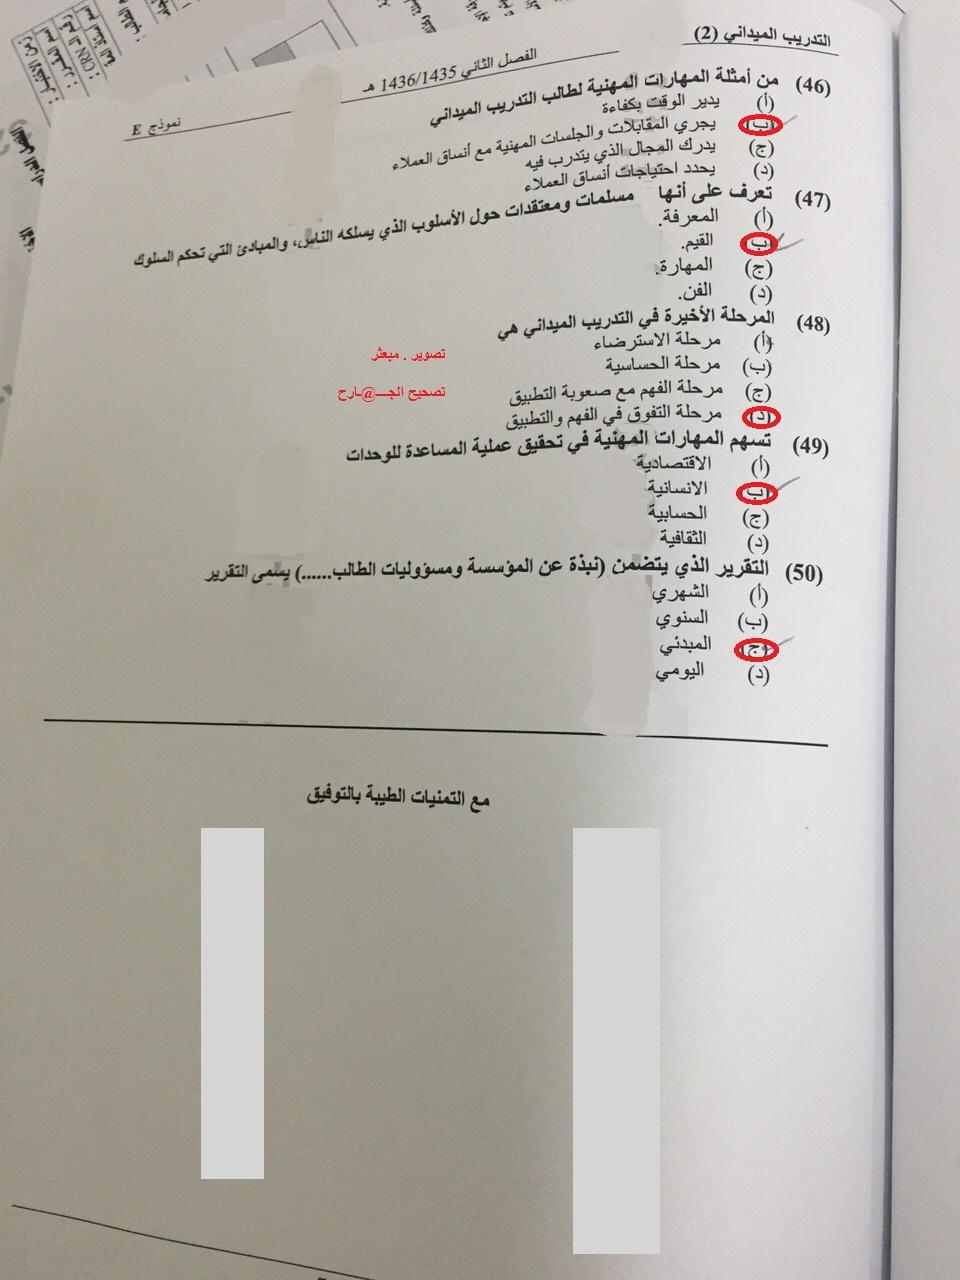 التدريب الميداني (2)
الفصل الثاني 1436/1435 هـ
نموذج E
(46) من أمثلة المهارات المهنية لطالب التدريب الميداني
(أ) يدير الوقت بكفاءة
(ب) يجري المقابلات والجلسات المهنية مع أنساق العملاء
(ج) يدرك المجال الذي يتدرب فيه
(د) يحدد احتياجات أنساق العملاء
(47) تعرف على أنها مسلمات ومعتقدات حول الأسلوب الذي يسلكه الناس، والمبادئ التي تحكم السلوك
(أ) المعرفة.
(ب) القيم.
(ج) المهارة.
(د) الفن.
(48) المرحلة الأخيرة في التدريب الميداني هي
(أ) مرحلة الاسترضاء
(ب) مرحلة الحساسية
تصوير . مبعثر
(ج) مرحلة الفهم مع صعوبة التطبيق
تصحيح الجـــ@ـارح
(د) مرحلة التفوق في الفهم والتطبيق
(49) تسهم المهارات المهنية في تحقيق عملية المساعدة للوحدات
(أ) الاقتصادية
(ب) الانسانية
(ج) الحسابية
(د) الثقافية
(50) التقرير الذي يتضمن (نبذة عن المؤسسة ومسؤوليات الطالب......) يسمى التقرير
(أ) الشهري
(ب) السنوي
(ج) المبدئي
(د) اليومي
مع التمنيات الطيبة بالتوفيق